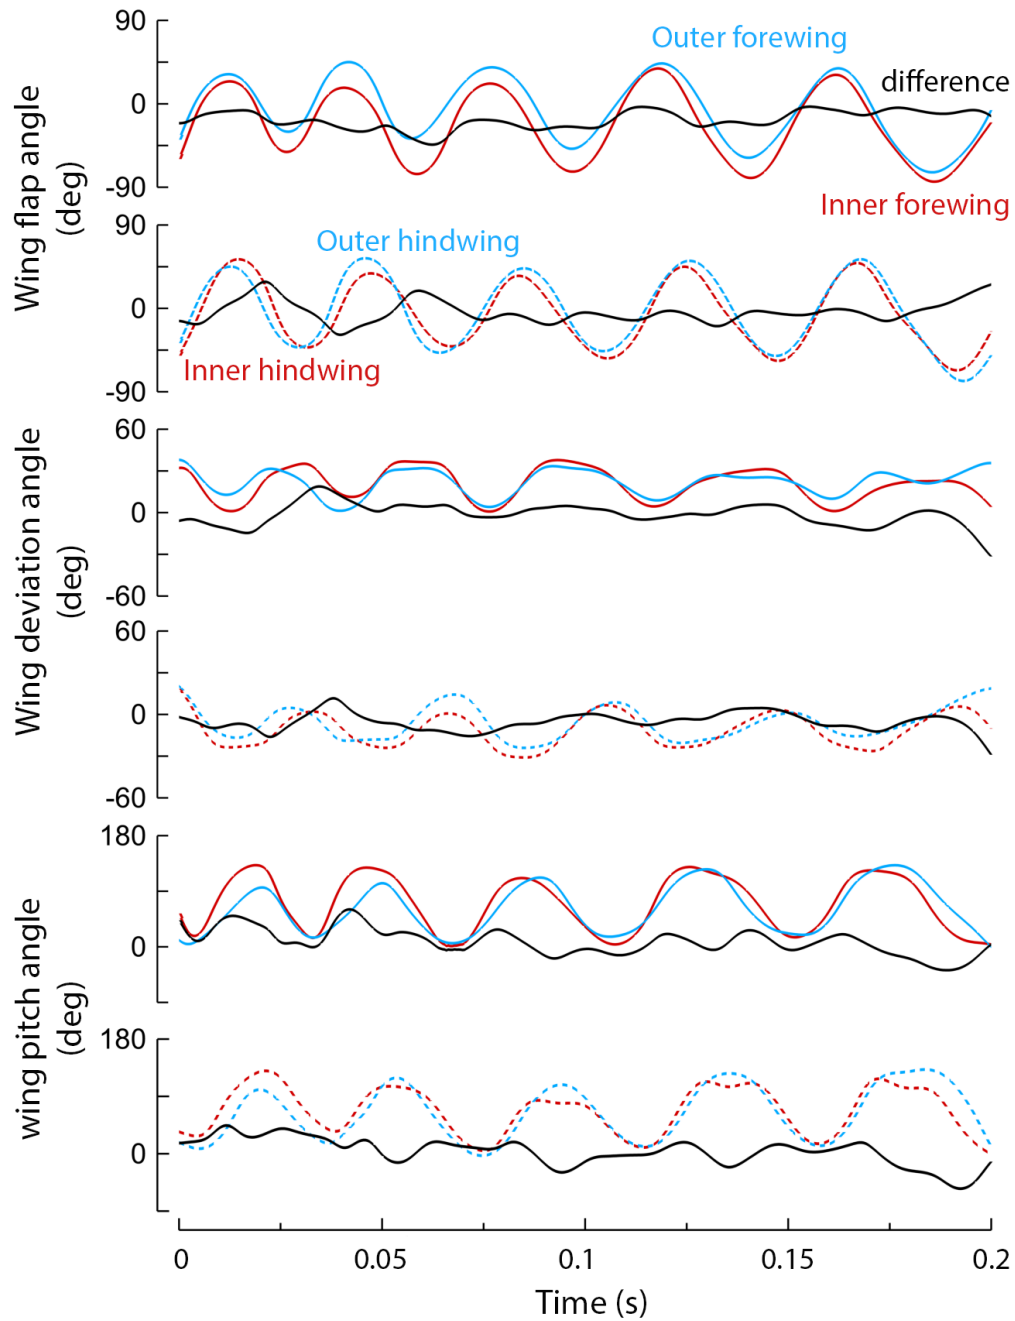 Wing flap angle
(deg)
90
0
-90
Outer forewing
difference
Inner forewing
90
0
-90
Outer hindwing
Inner hindwing
Wing deviation angle
(deg)
60
0
-60
60
0
-60
wing pitch angle
(deg)
180
0
180
0
0
0.05
0.1
0.15
0.2
Time (s)